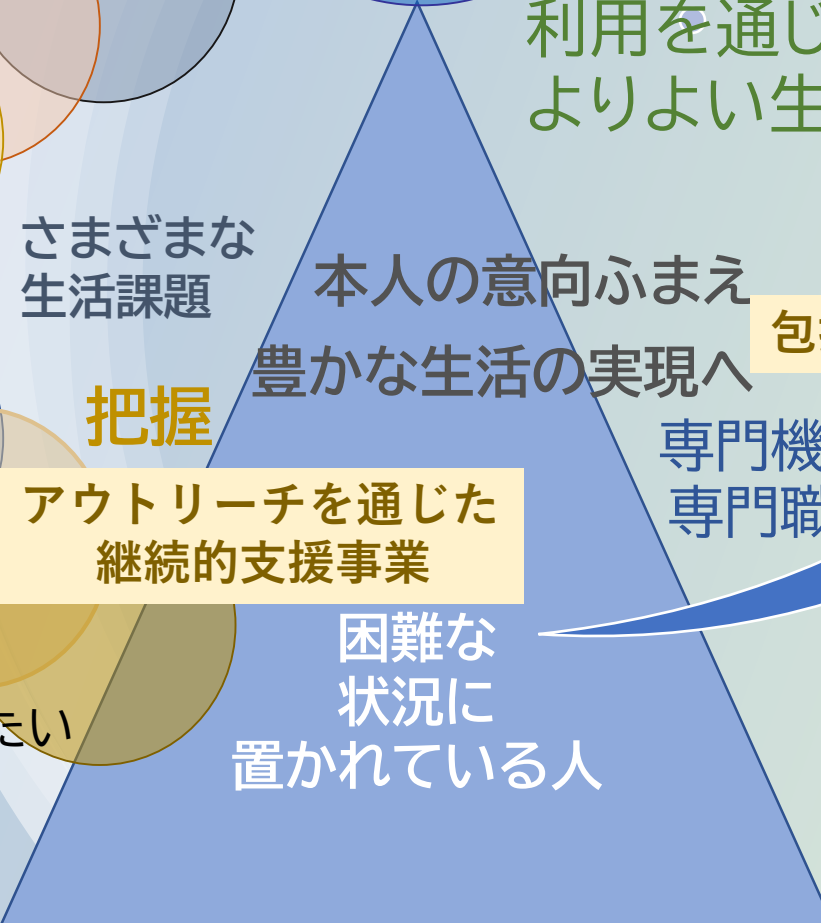 利用を通じ
よりよい生
さまざまな
生活課題
本人の意向ふまえ
豊かな生活の実現へ
包
把握
専門機
専門職
アウトリーチを通じた
継続的支援事業
困難な
状況に
置かれている人
たい